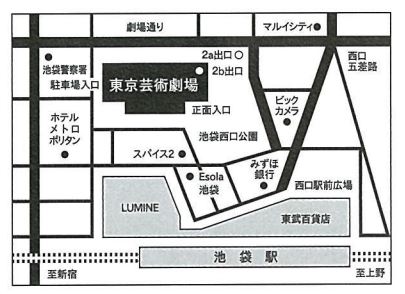 劇場通り
マルイシティ
2a出口
西口
五差路
池袋警察署
駐車場入口
東京芸術劇場
2b出口
正面入口
ビック
カメラ
ホテル
メトロ
ポリタン
池袋西口公園
スパイス2
みずほ
銀行
Esola
池袋
西口駅前広場
LUMINE
東武百貨店
池袋駅
至新宿
至上野